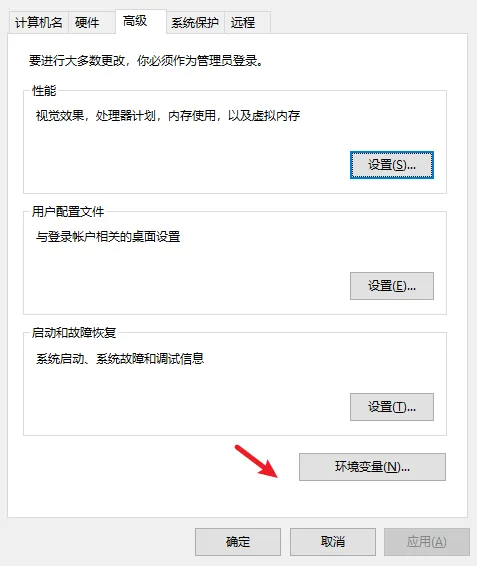 计算机名 硬件 高级 系统保护 远程
要进行大多数更改，你必须作为管理员登录。
性能
视觉效果，处理器计划，内存使用，以及虚拟内存
设置(S)...
用户配置文件
与登录帐户相关的桌面设置
设置(E)...
启动和故障恢复
系统启动、系统故障和调试信息
设置(T)...
环境变量(N)...
确定 取消 应用(A)